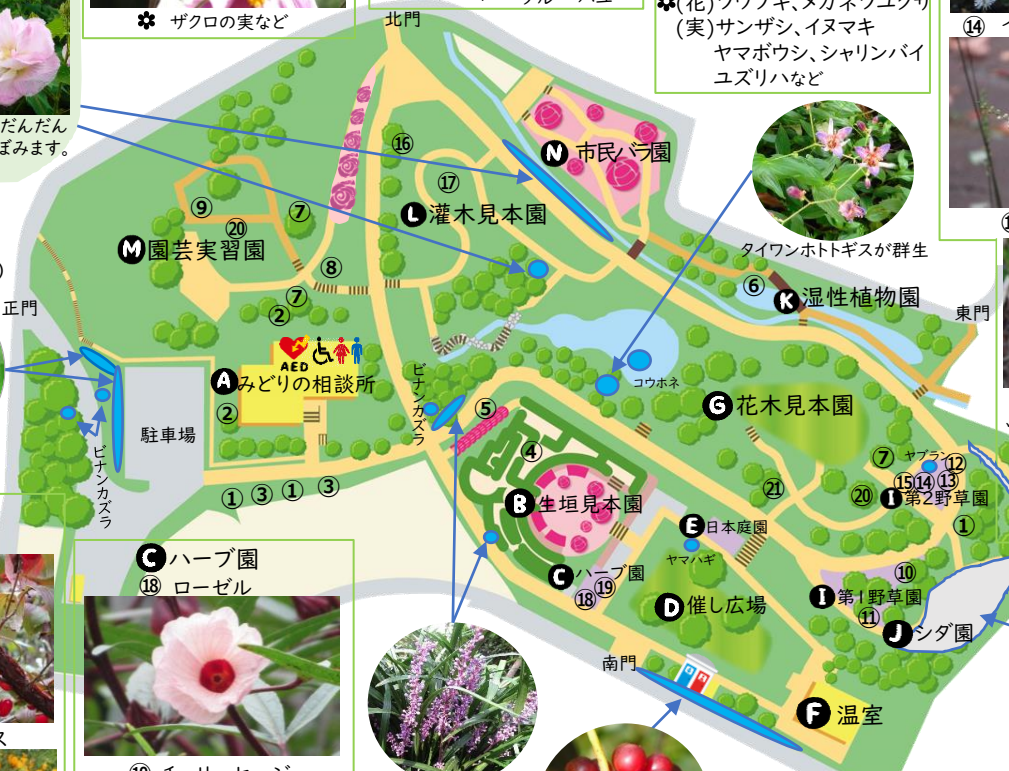 ザクロの実など
北門
(実)サンザシ、イヌマキ
ヤマボウシ、シャリンバイ
ユズリハなど
⑭
だんだん
ぼみます。
⑯
N 市民バラ園
⑰
L 灌木見本園
タイワンホトトギスが群生
⑨
⑳
⑦
M 園芸実習園
⑧
⑥
K 湿性植物園
東門
正門
⑦
②
AED
A みどりの相談所
②
ビナンカズラ
コウホネ
G 花木見本園
駐車場
ビナンカズラ
⑤
④
B 生垣見本園
⑦
ヤブラン
⑫
⑮ ⑭ ⑬
⑳
I 第2野草園
㉑
①
① ③ ① ③
E 日本庭園
ヤマハギ
C ハーブ園
⑱ ⑲
D 催し広場
⑩
I 第1野草園
⑪
J シダ園
C ハーブ園
⑱ ローゼル
南門
F 温室
ス